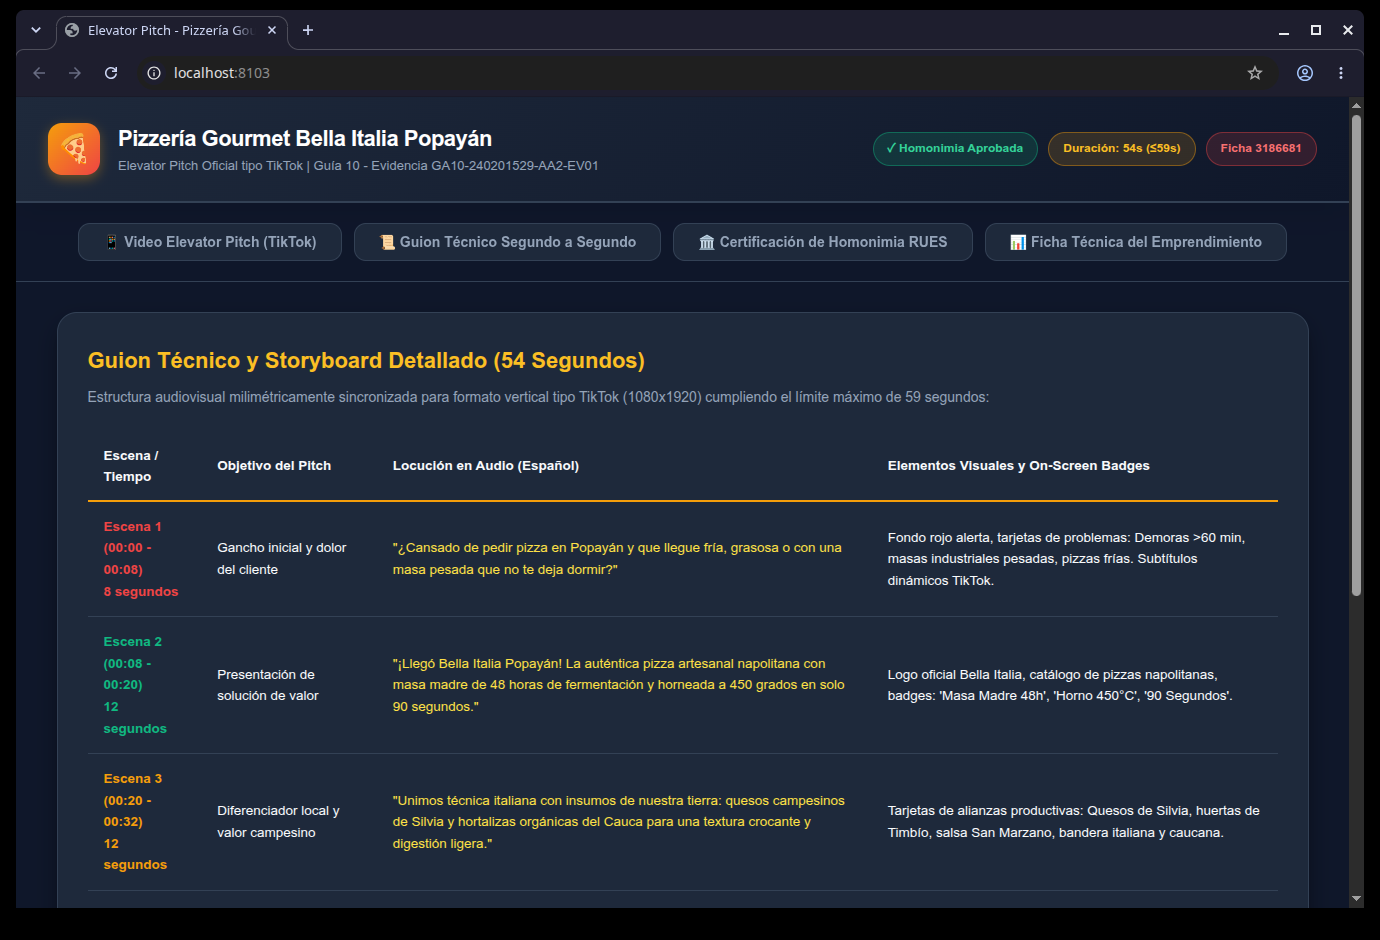 Elevator Pitch - Pizzería Gou
localhost:8103
Pizzería Gourmet Bella Italia Popayán
Elevator Pitch Oficial tipo TikTok | Guía 10 - Evidencia GA10-240201529-AA2-EV01
✓ Homonimia Aprobada
Duración: 54s (≤59s)
Ficha 3186681
Video Elevator Pitch (TikTok)
Guion Técnico Segundo a Segundo
Certificación de Homonimia RUES
Ficha Técnica del Emprendimiento
Guion Técnico y Storyboard Detallado (54 Segundos)
Estructura audiovisual milimétricamente sincronizada para formato vertical tipo TikTok (1080x1920) cumpliendo el límite máximo de 59 segundos:
Escena /
Tiempo
Objetivo del Pitch
Locución en Audio (Español)
Elementos Visuales y On-Screen Badges
Escena 1
(00:00 -
00:08)
8 segundos
Gancho inicial y dolor
del cliente
"¿Cansado de pedir pizza en Popayán y que llegue fría, grasosa o con una
masa pesada que no te deja dormir?"
Fondo rojo alerta, tarjetas de problemas: Demoras >60 min,
masas industriales pesadas, pizzas frías. Subtítulos
dinámicos TikTok.
Escena 2
(00:08 -
00:20)
12
segundos
Presentación de
solución de valor
"¡Llegó Bella Italia Popayán! La auténtica pizza artesanal napolitana con
masa madre de 48 horas de fermentación y horneada a 450 grados en solo
90 segundos."
Logo oficial Bella Italia, catálogo de pizzas napolitanas,
badges: 'Masa Madre 48h', 'Horno 450°C', '90 Segundos'.
Escena 3
(00:20 -
00:32)
12
segundos
Diferenciador local y
valor campesino
"Unimos técnica italiana con insumos de nuestra tierra: quesos campesinos
de Silvia y hortalizas orgánicas del Cauca para una textura crocante y
digestión ligera."
Tarjetas de alianzas productivas: Quesos de Silvia, huertas de
Timbío, salsa San Marzano, bandera italiana y caucana.